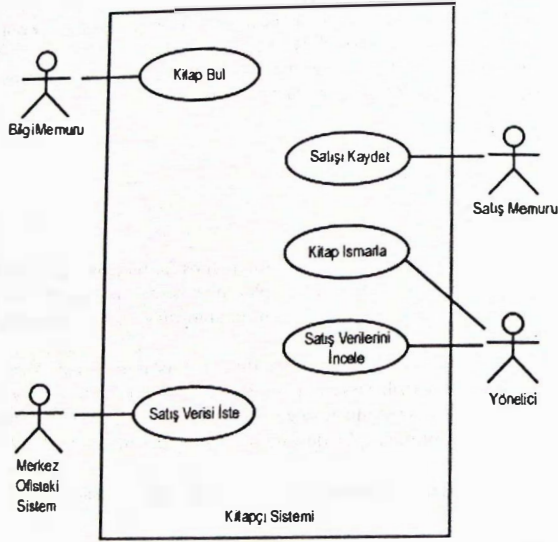 Kitap Bul
Bilgi Memuru
Satışı Kaydet
Satış Memuru
Kitap Ismarla
Satış Verilerini
İncele
Yönetici
Satış Verisi İste
Merkez
Ofisteki
Sistem
Kitapçı Sistemi